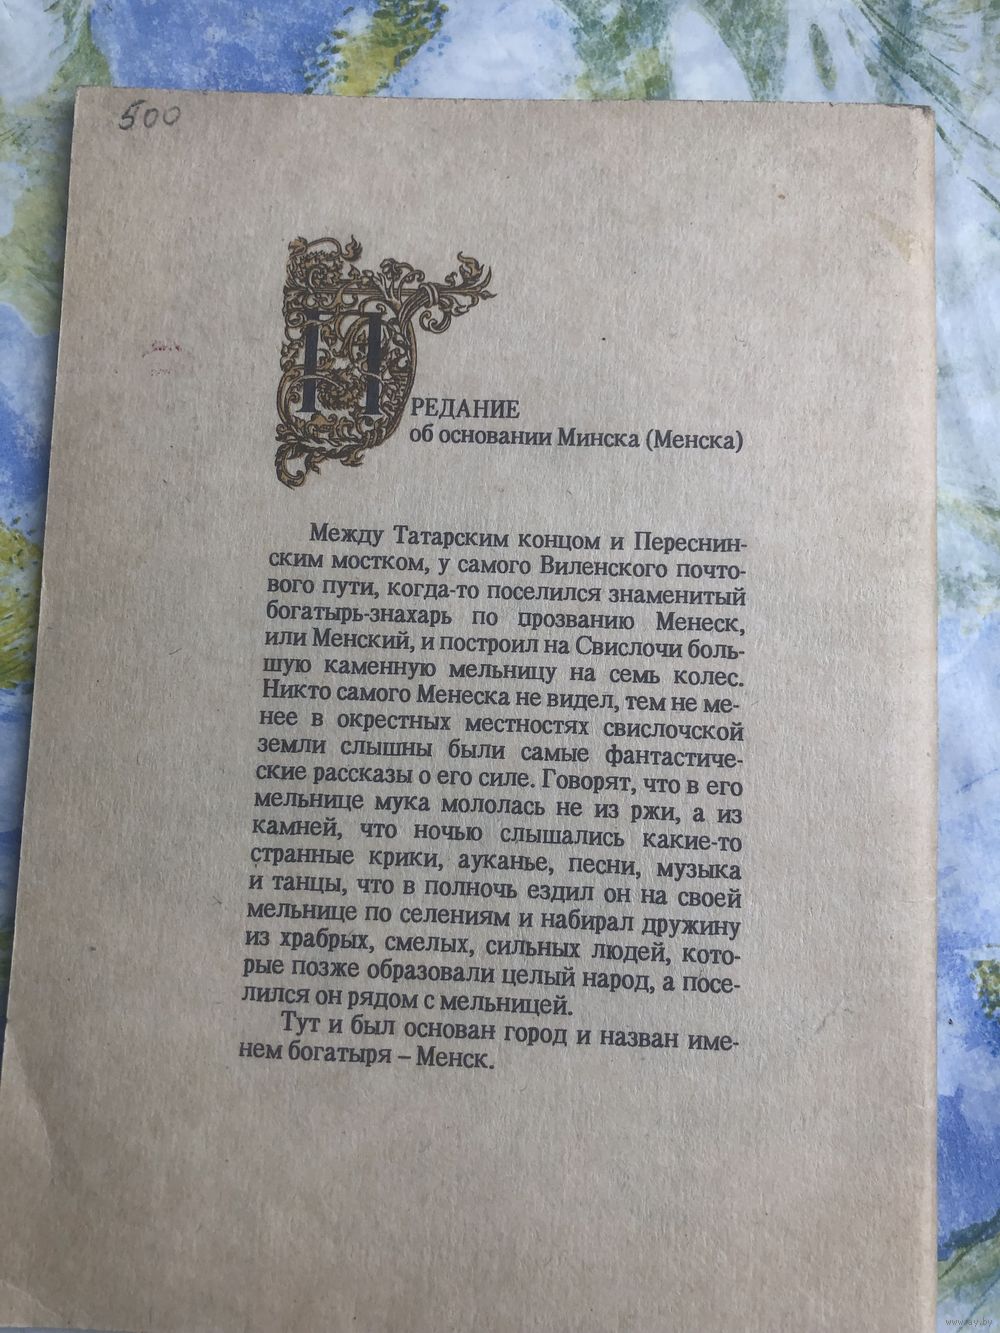 500
ПРЕДАНИЕ
об основании Минска (Менска)
Между Татарским концом и Переснин-
ским мостком, у самого Виленского почто-
вого пути, когда-то поселился знаменитый
богатырь-знахарь по прозванию Менеск,
или Менский, и построил на Свислочи боль-
шую каменную мельницу на семь колес.
Никто самого Менеска не видел, тем не ме-
нее в окрестных местностях свислочской
земли слышны были самые фантастиче-
ские рассказы о его силе. Говорят, что в его
мельнице мука мололась не из ржи, а из
камней, что ночью слышались какие-то
странные крики, ауканье, песни, музыка
и танцы, что в полночь ездил он на своей
мельнице по селениям и набирал дружину
из храбрых, смелых, сильных людей, кото-
рые позже образовали целый народ, а посе-
лился он рядом с мельницей.
Тут и был основан город и назван име-
нем богатыря – Менск.
www.ay.by